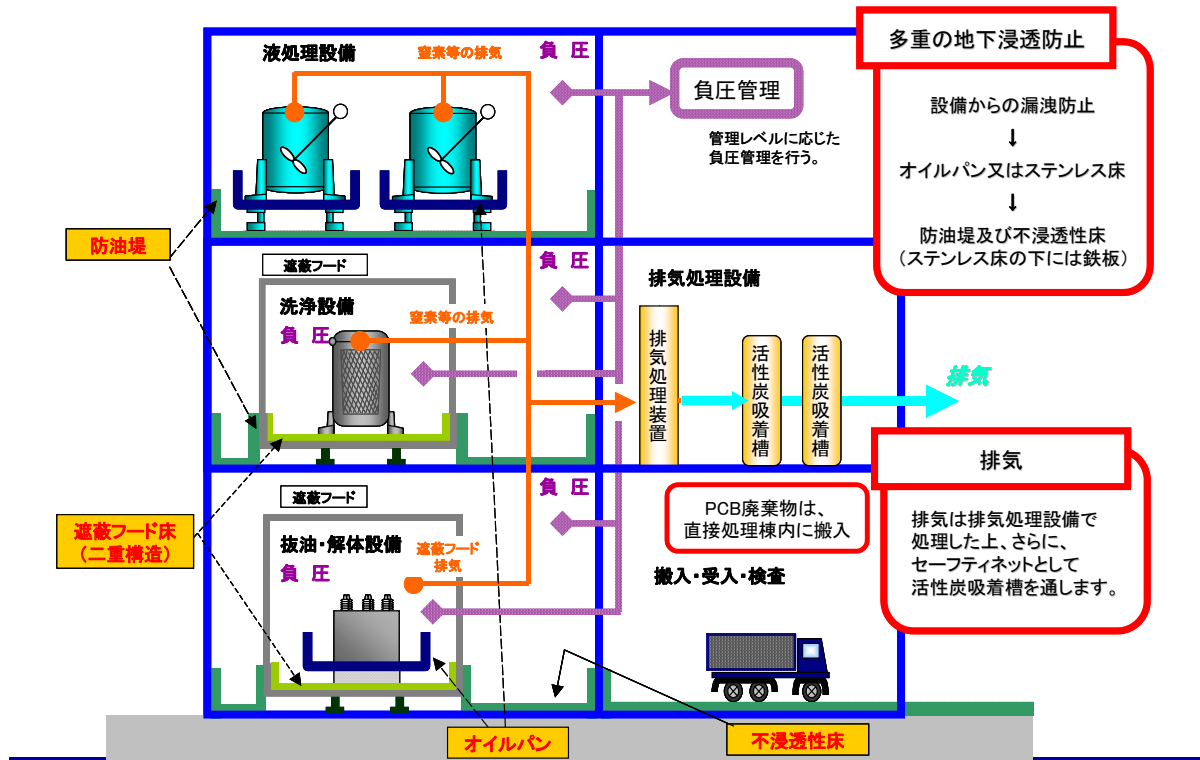 液処理設備
窒素等の排気
負 圧
負圧管理
管理レベルに応じた
負圧管理を行う。
多重の地下浸透防止
設備からの漏洩防止
↓
オイルパン又はステンレス床
↓
防油堤及び不浸透性床
(ステンレス床の下には鉄板)
防油堤
遮蔽フード
洗浄設備
負 圧
窒素等の排気
負 圧
排気処理設備
排気処理装置
活性炭吸着槽
活性炭吸着槽
排気
遮蔽フード床
(二重構造)
遮蔽フード
抜油・解体設備
負 圧
遮蔽フード
排気
負 圧
PCB廃棄物は、
直接処理棟内に搬入
搬入・受入・検査
排気
排気は排気処理設備で
処理した上、さらに、
セーフティネットとして
活性炭吸着槽を通します。
オイルパン
不浸透性床